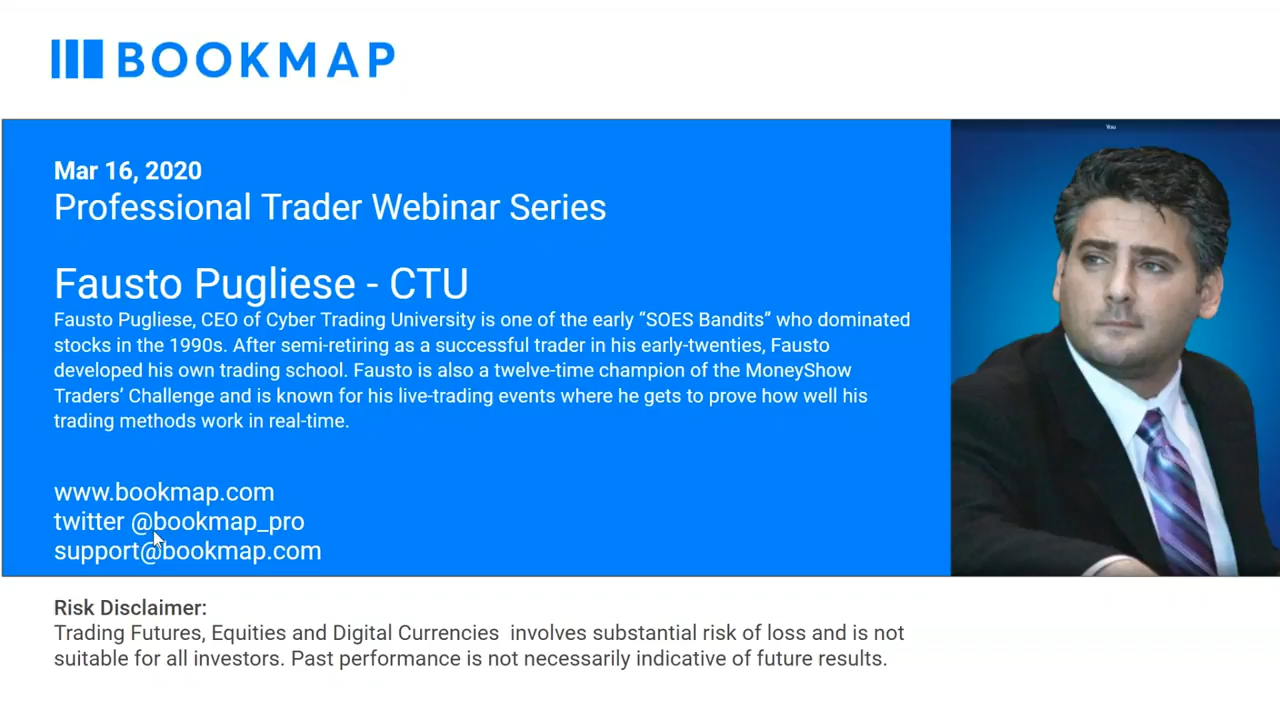 BOOKMAP
Mar 16, 2020
Professional Trader Webinar Series
Fausto Pugliese - CTU
Fausto Pugliese, CEO of Cyber Trading University is one of the early “SOES Bandits” who dominated
stocks in the 1990s. After semi-retiring as a successful trader in his early-twenties, Fausto
developed his own trading school. Fausto is also a twelve-time champion of the MoneyShow
Traders’ Challenge and is known for his live-trading events where he gets to prove how well his
trading methods work in real-time.
www.bookmap.com
twitter @bookmap_pro
support@bookmap.com
You
Risk Disclaimer:
Trading Futures, Equities and Digital Currencies  involves substantial risk of loss and is not
suitable for all investors. Past performance is not necessarily indicative of future results.